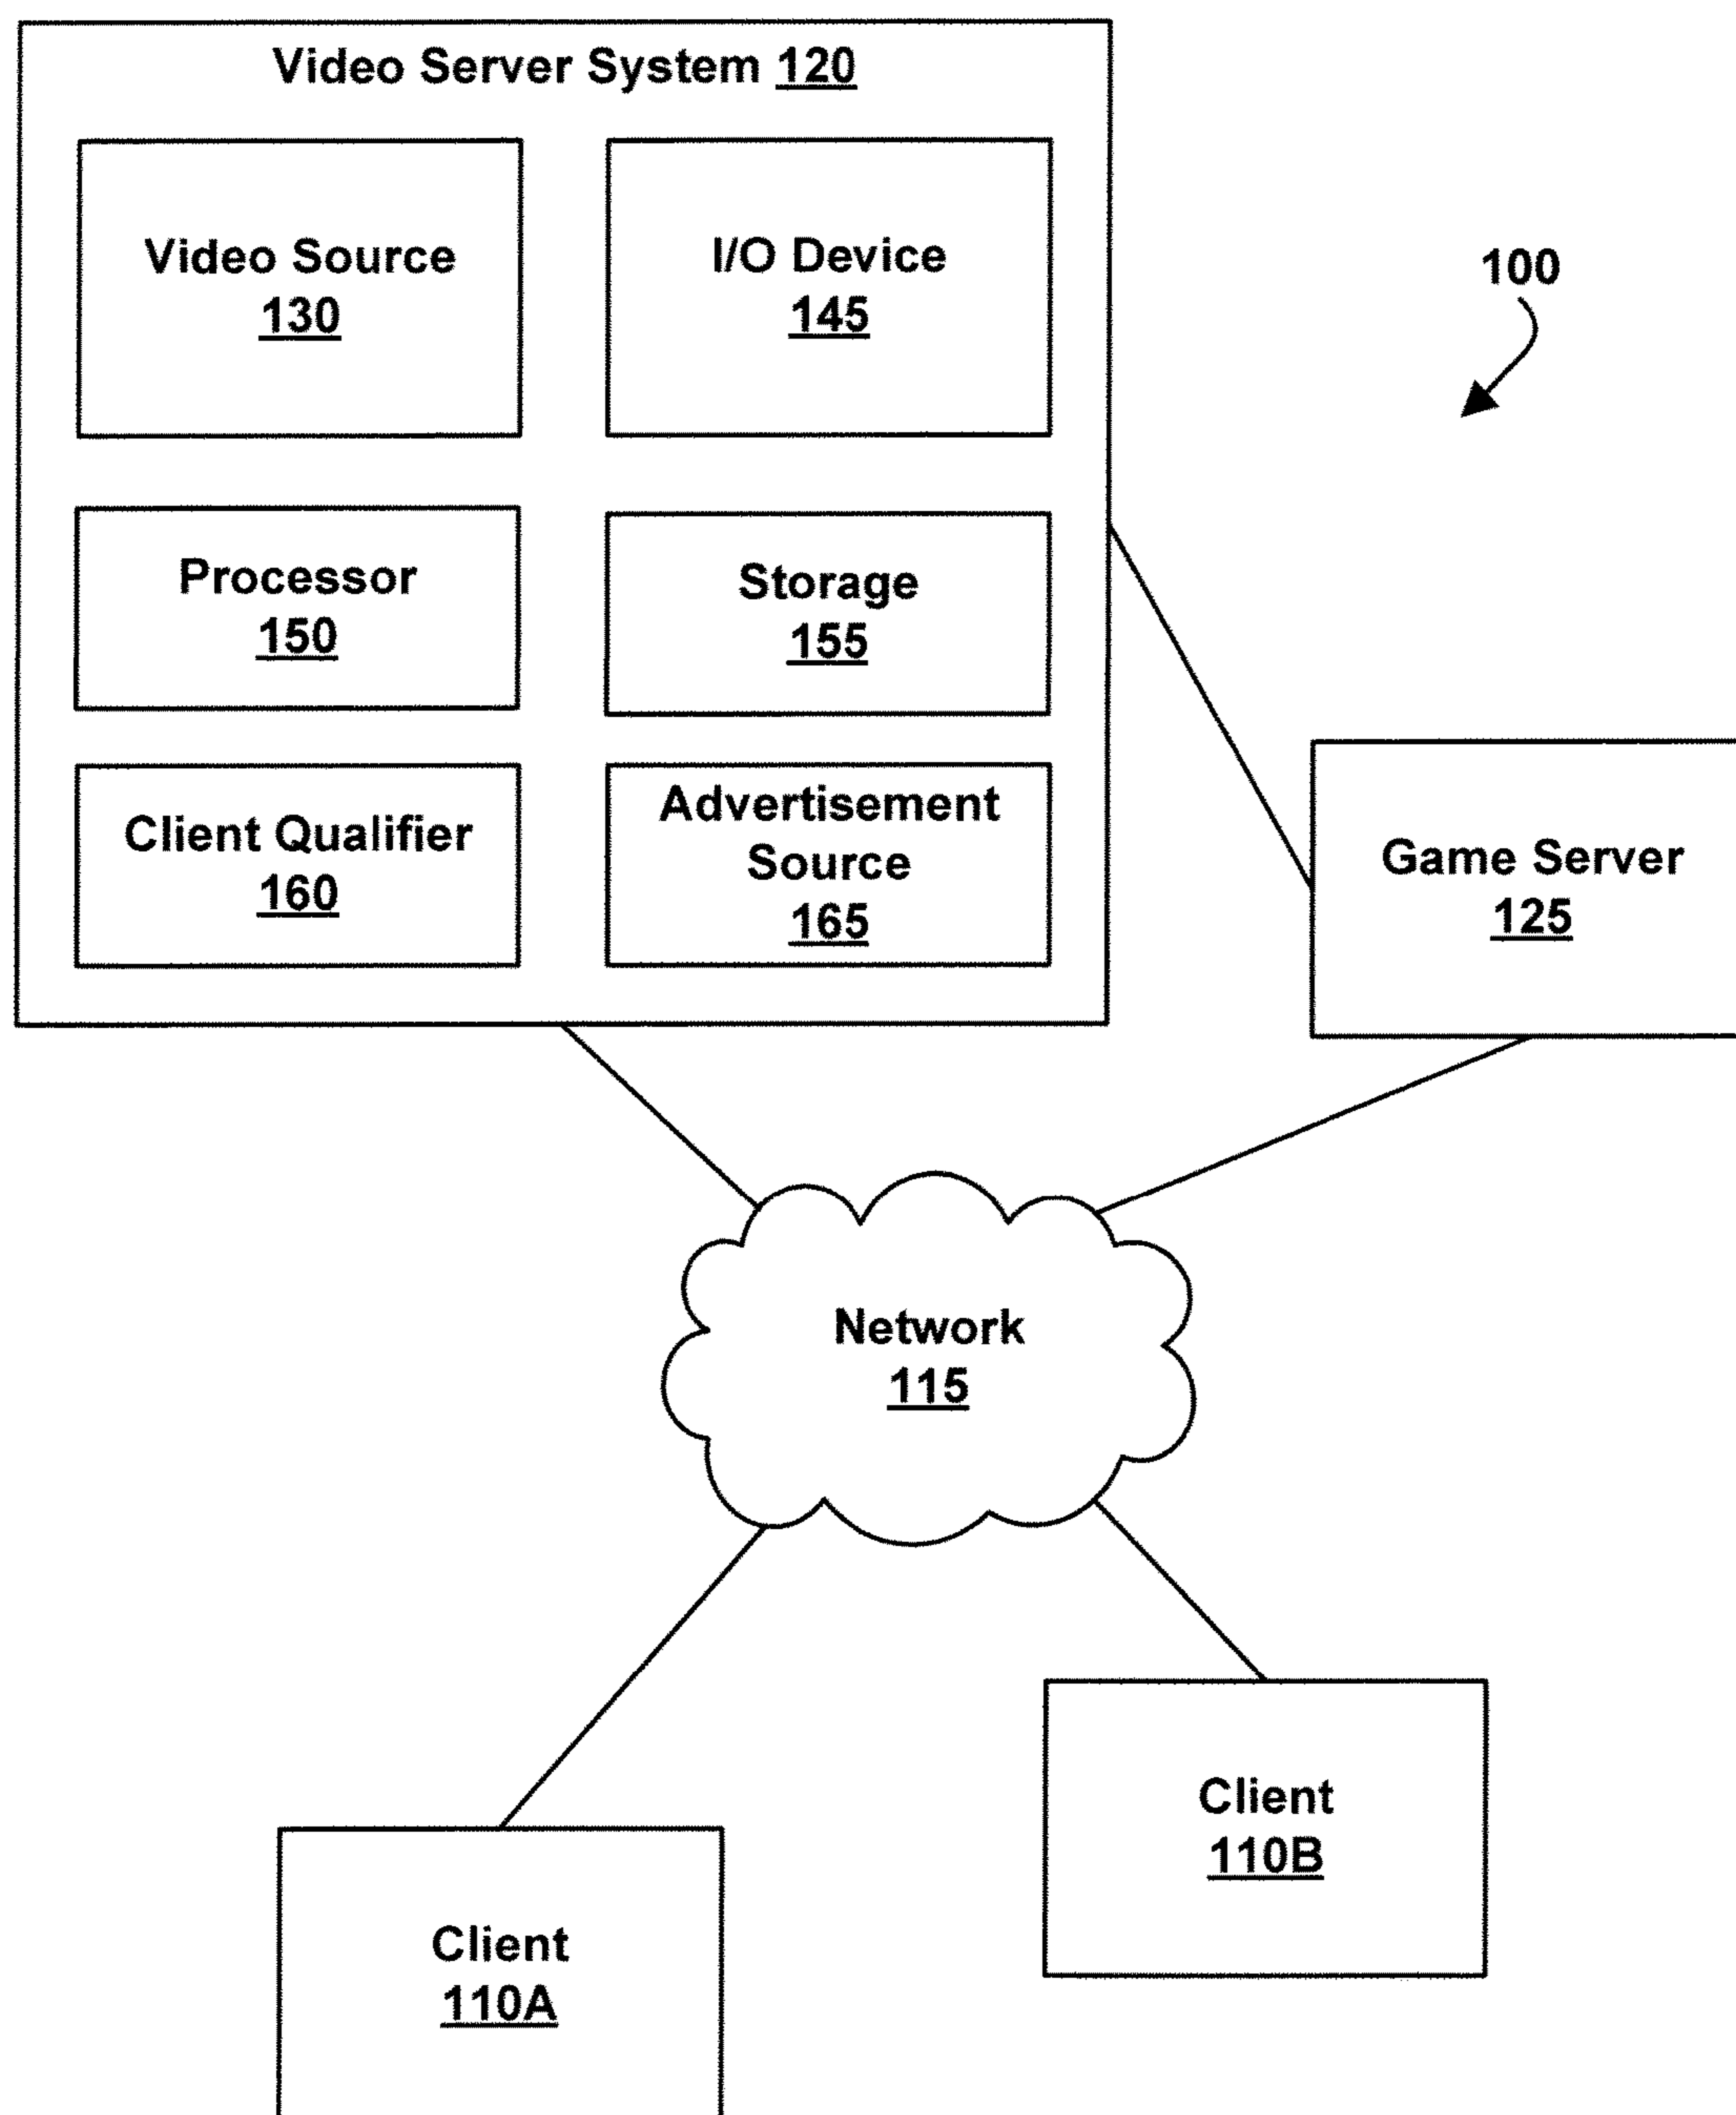 Video Server System 120
Video Source
130
I/O Device
145
100
Processor
150
Storage
155
Client Qualifier
160
Advertisement
Source
165
Game Server
125
Network
115
Client
110B
Client
110A